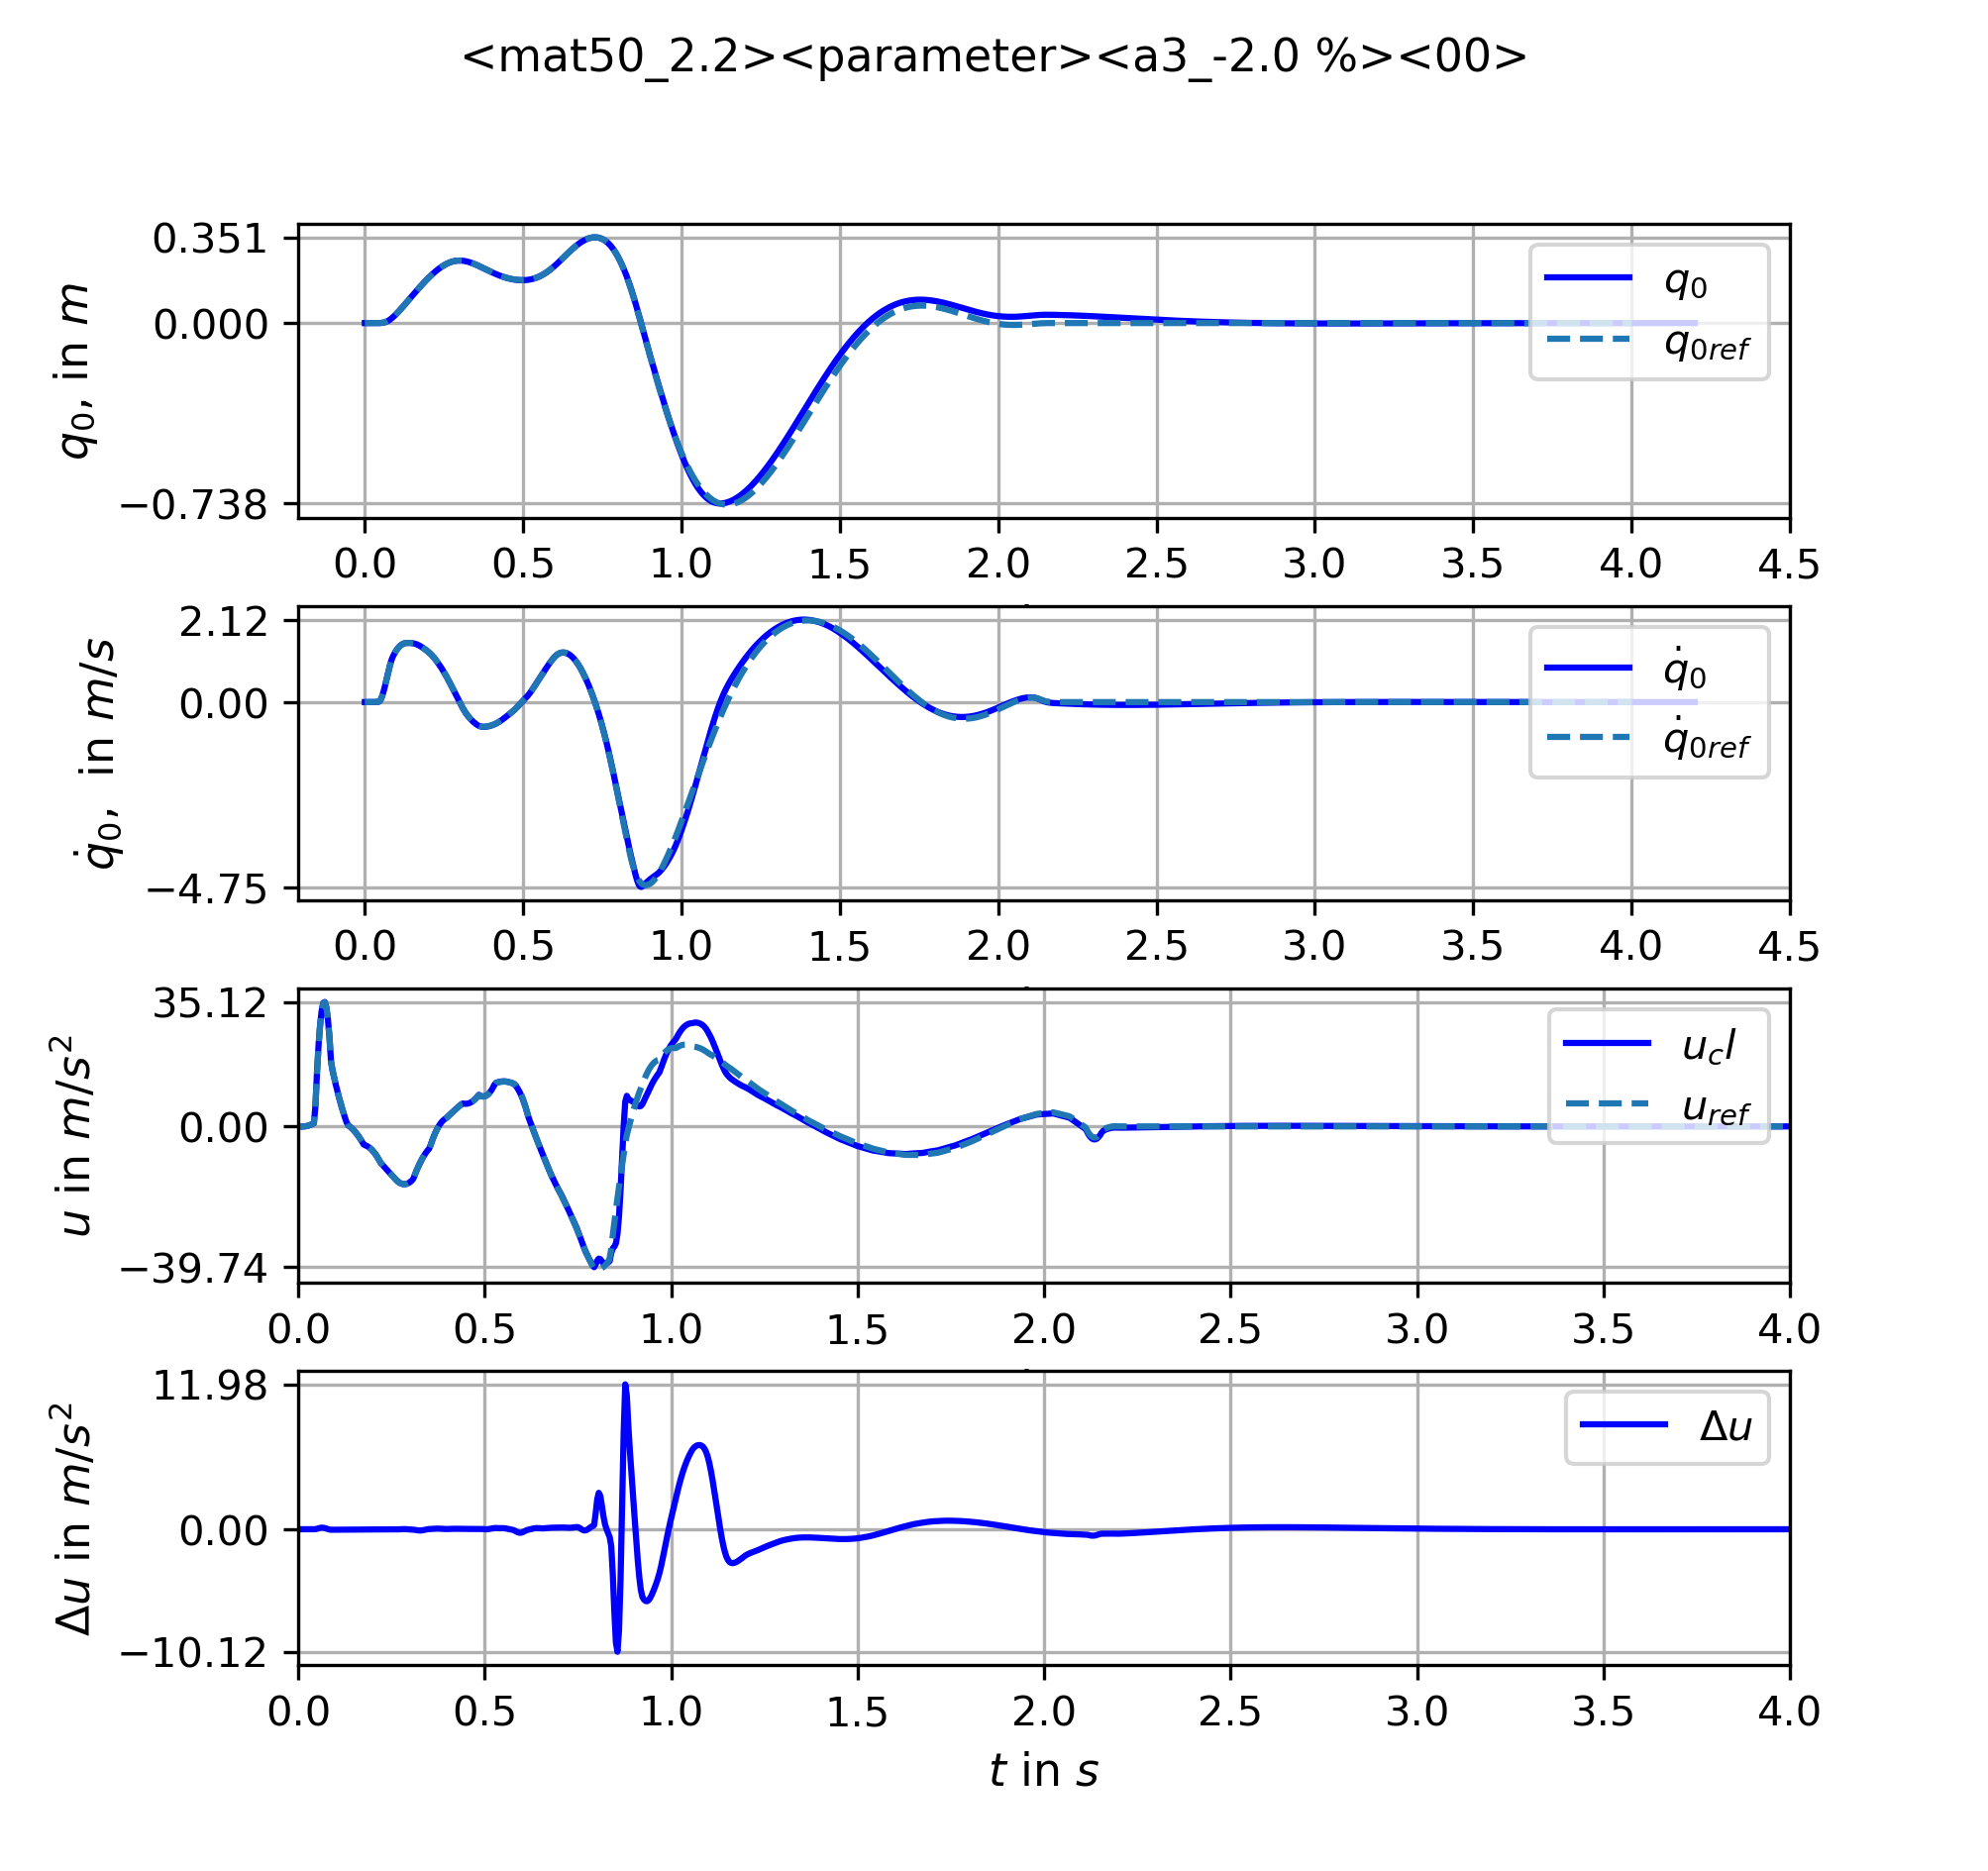 <mat50_2.2><parameter><a3_-2.0 %><00>
0.351
0.000
−0.738
q₀, in m
q₀
q₀ref
0.0 0.5 1.0 1.5 2.0 2.5 3.0 3.5 4.0 4.5
2.12
0.00
−4.75
q̇₀, in m/s
q̇₀
q̇₀ref
0.0 0.5 1.0 1.5 2.0 2.5 3.0 3.5 4.0 4.5
35.12
0.00
−39.74
u in m/s²
u_cl
u_ref
0.0 0.5 1.0 1.5 2.0 2.5 3.0 3.5 4.0
11.98
0.00
−10.12
Δu in m/s²
Δu
0.0 0.5 1.0 1.5 2.0 2.5 3.0 3.5 4.0
t in s